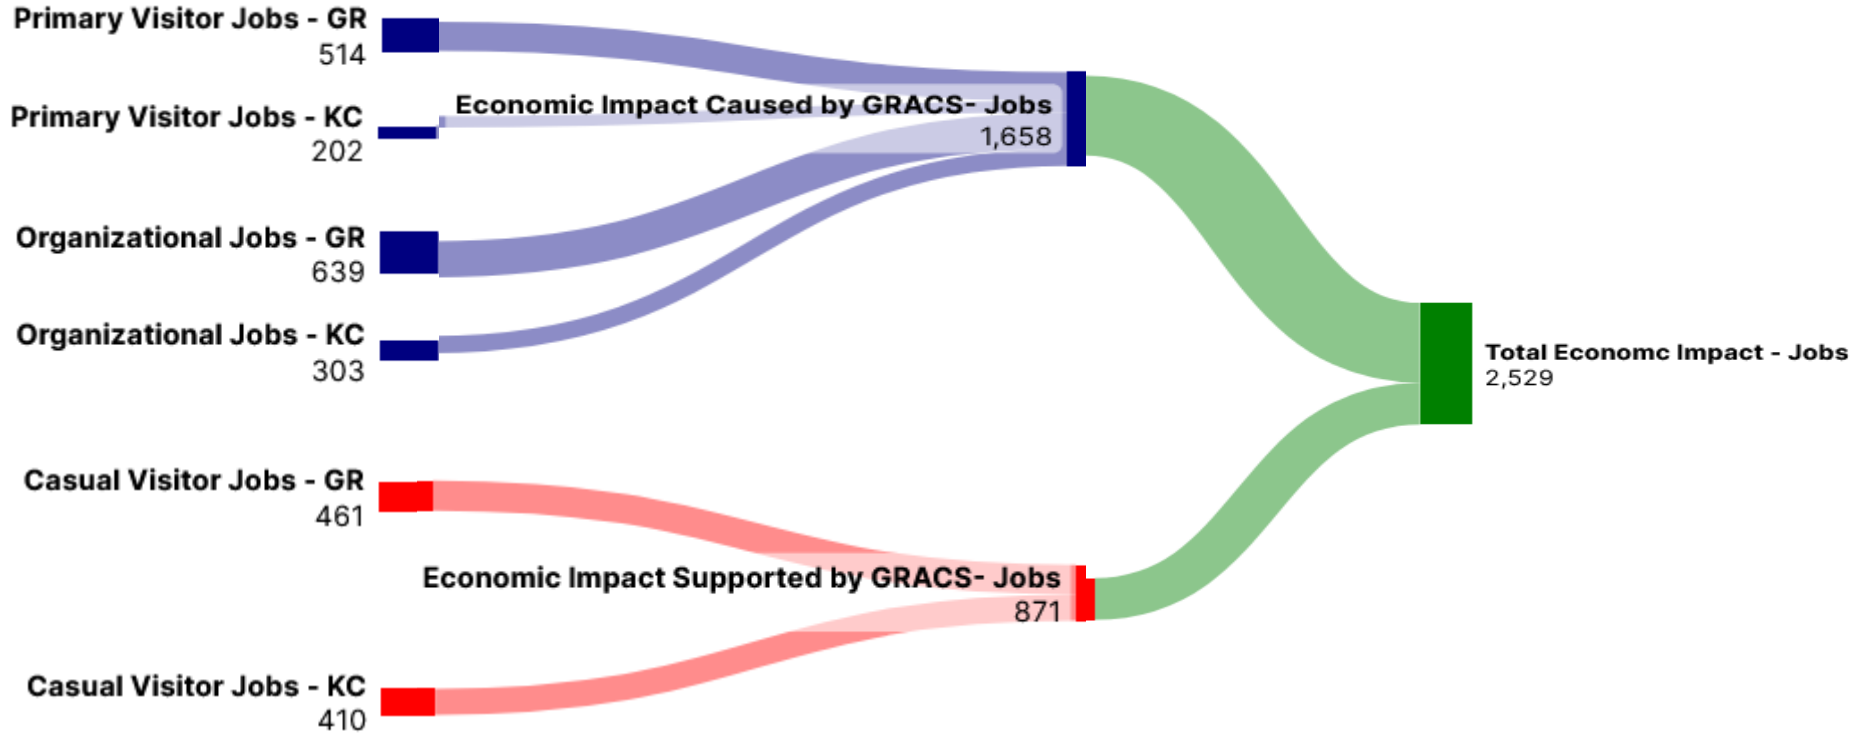 Primary Visitor Jobs - GR
514
Primary Visitor Jobs - KC
202
Economic Impact Caused by GRACS- Jobs
1,658
Organizational Jobs - GR
639
Organizational Jobs - KC
303
Total Economc Impact - Jobs
2,529
Casual Visitor Jobs - GR
461
Economic Impact Supported by GRACS- Jobs
871
Casual Visitor Jobs - KC
410